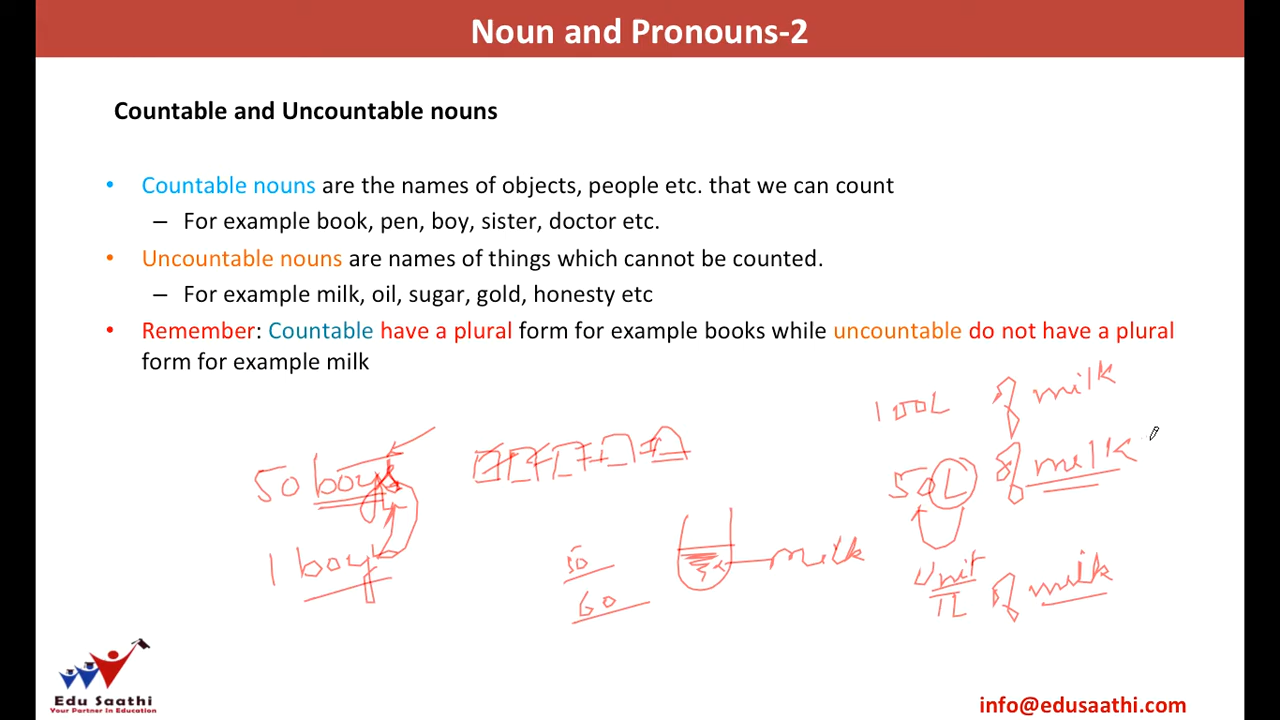 Noun and Pronouns-2
Countable and Uncountable nouns
• Countable nouns are the names of objects, people etc. that we can count
– For example book, pen, boy, sister, doctor etc.
• Uncountable nouns are names of things which cannot be counted.
– For example milk, oil, sugar, gold, honesty etc
• Remember: Countable have a plural form for example books while uncountable do not have a plural
form for example milk
100L of milk
50 boys
50L of milk
1 boy
50
60
milk
Unit
1L
of milk
Edu Saathi
Your Partner In Education
info@edusaathi.com